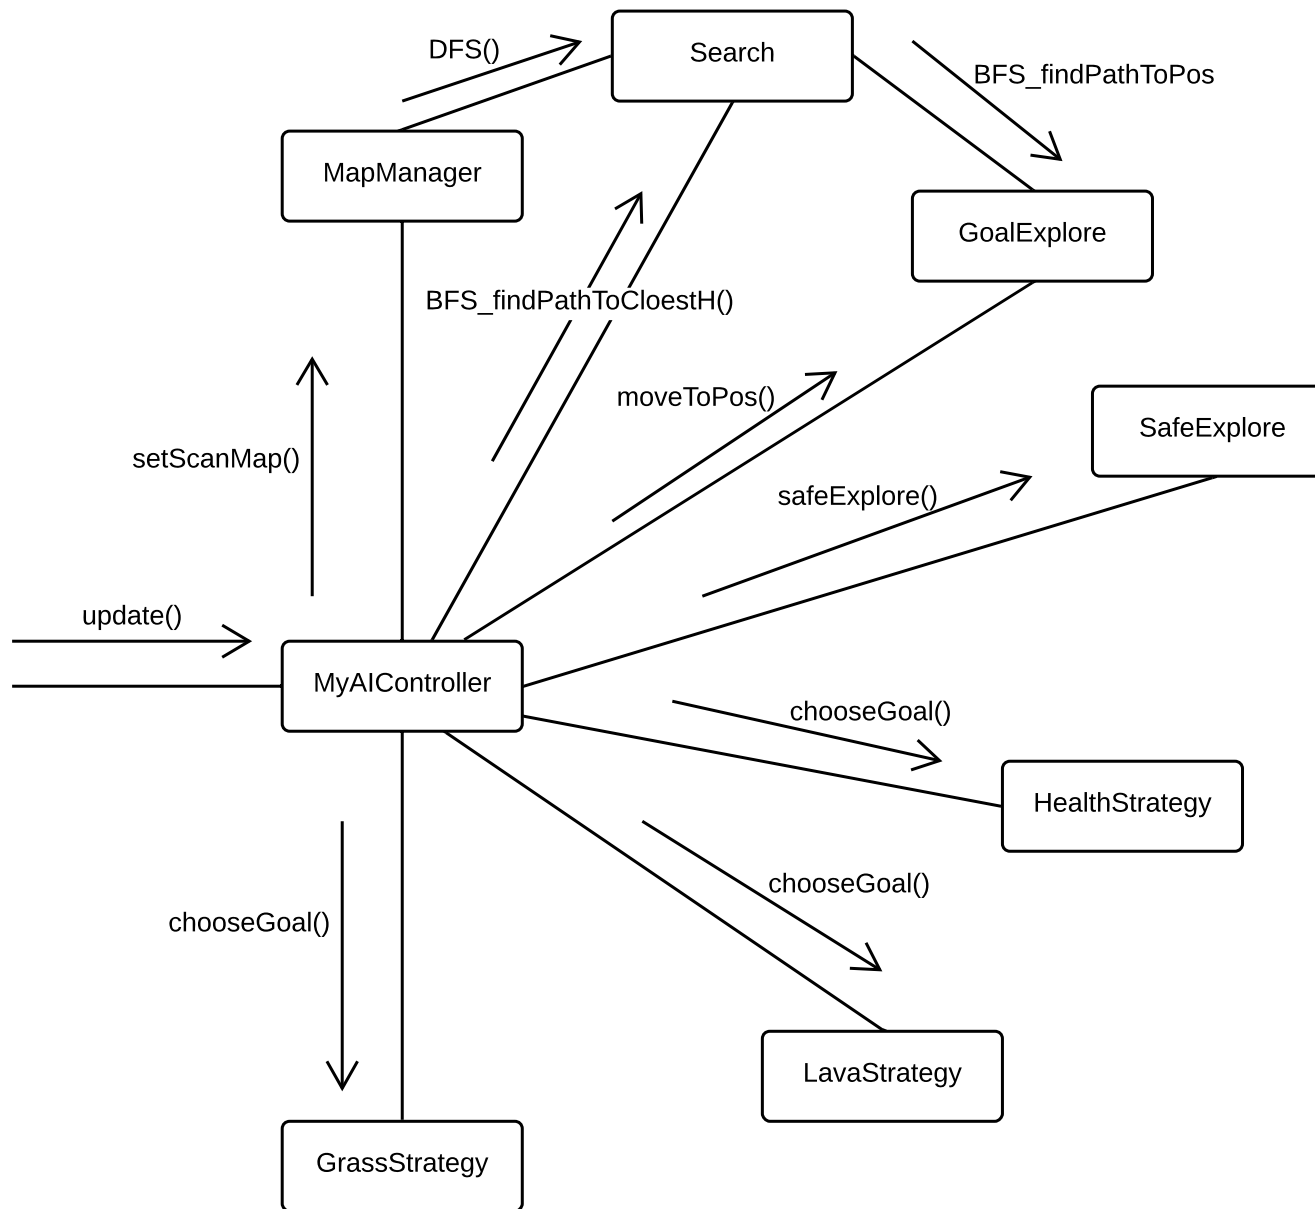 DFS()
Search
BFS_findPathToPos
MapManager
GoalExplore
BFS_findPathToCloestH()
moveToPos()
SafeExplore
setScanMap()
safeExplore()
update()
MyAIController
chooseGoal()
HealthStrategy
chooseGoal()
chooseGoal()
LavaStrategy
GrassStrategy